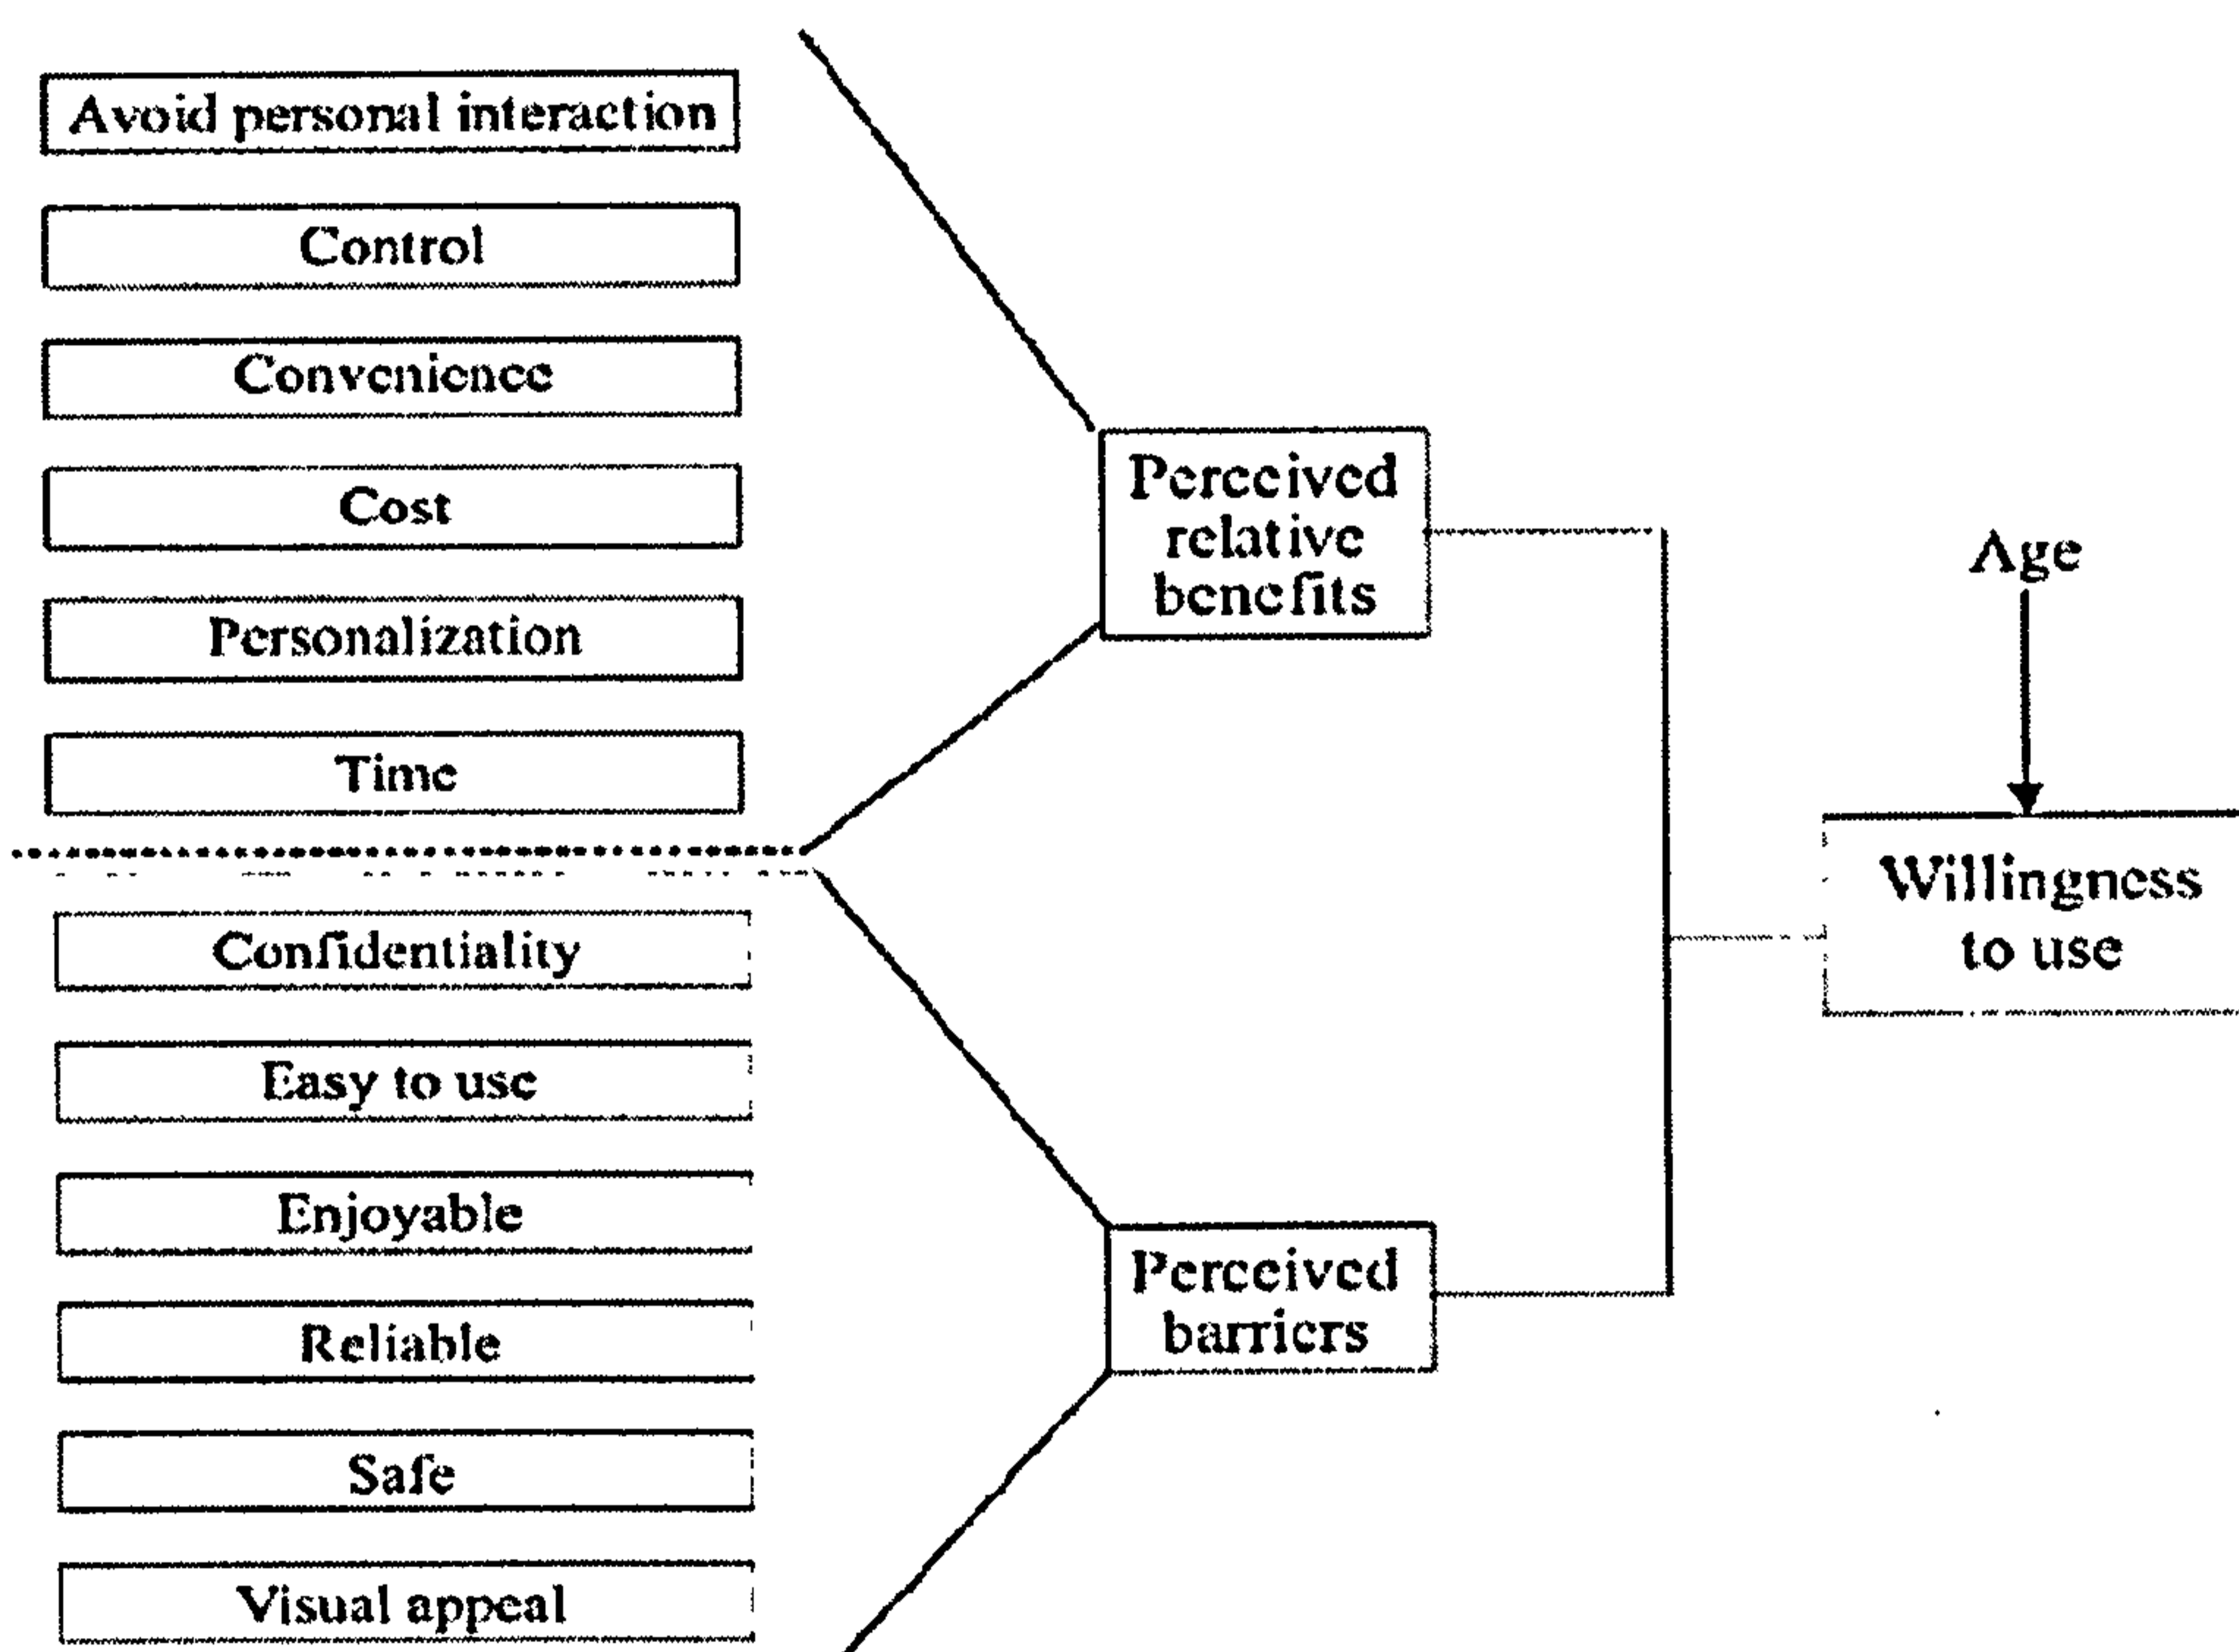 Avoid personal interaction
Control
Convenience
Cost
Personalization
Time
Perceived
relative
benefits
Age
Willingness
to use
Confidentiality
Easy to use
Enjoyable
Reliable
Safe
Visual appeal
Perceived
barriers